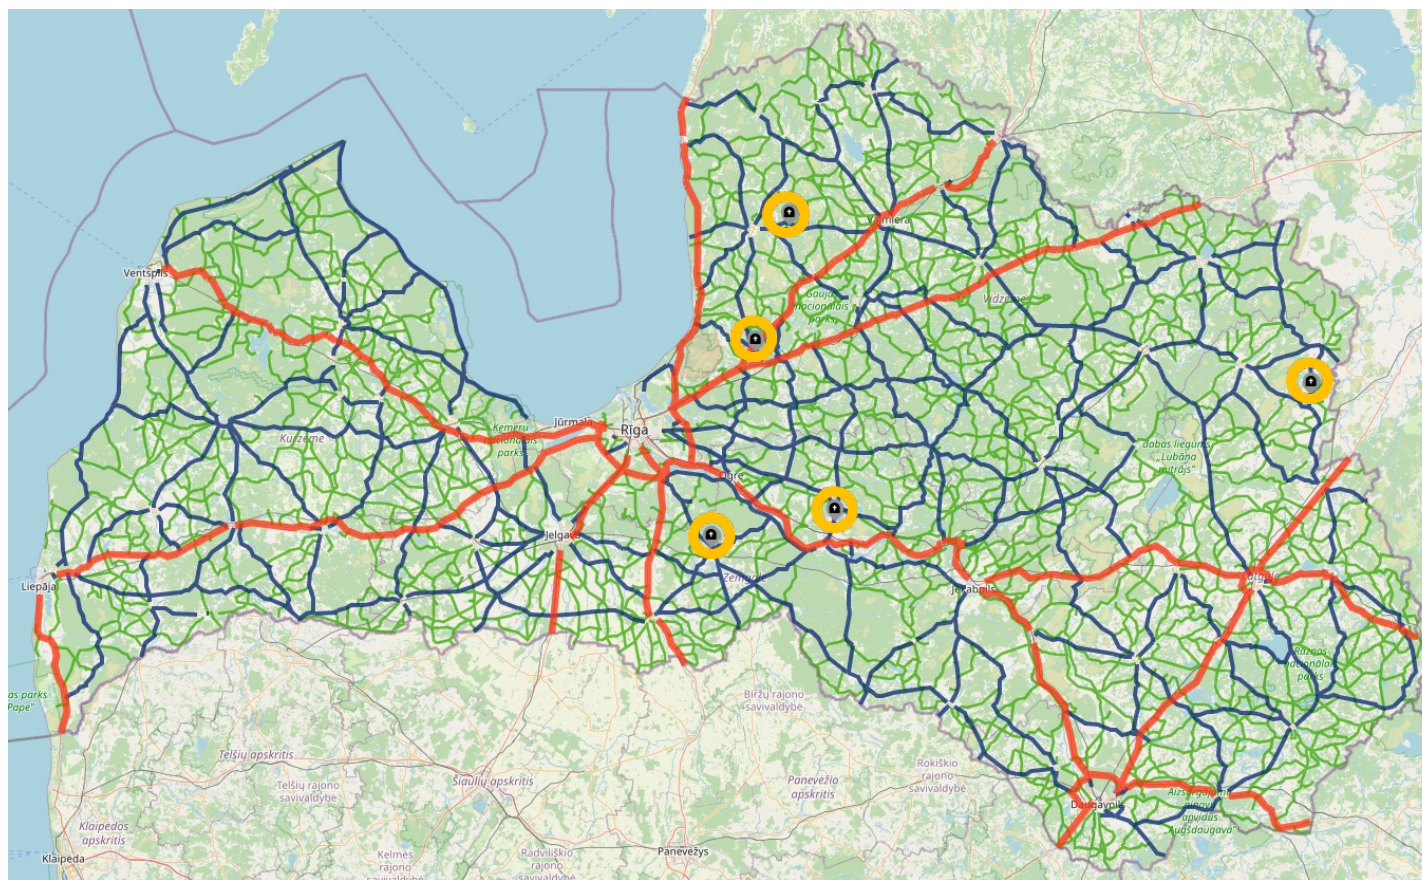 Valmiera
Ventspils
Gaujas
nacionālais
parks
Vidzeme
Jūrmala
Rīga
Ķemeru
nacionālais
parks
Kurzeme
dabas liegums
„Lubāna
mitrājs"
Ogre
Jelgava
Zemgale
Liepāja
Jēkabpils
Latgale
Rāznas
nacionālais
parks
as parks
Pape"
Biržų rajono
savivaldybė
Telšių apskritis
Šiaulių apskritis
Telšių rajono
savivaldybė
Panevėžio
apskritis
Rokiškio
rajono
savivaldybė
Daugavpils
Aizsargājamo
ainavu
apvidus
"Augšdaugava"
Klaipėdos
apskritis
Klaipėda
Kelmės
rajono
savivaldybė
Radviliškio
rajono
savivaldybė
Panevėžys